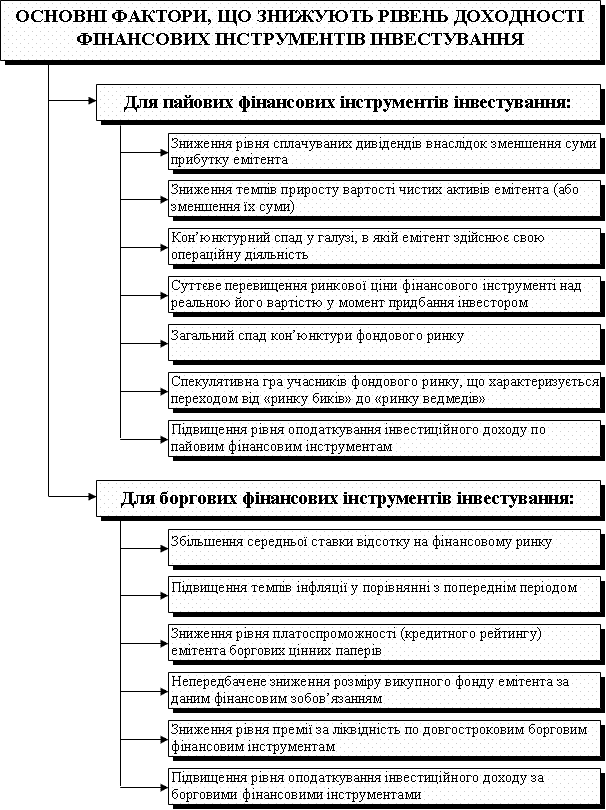 ОСНОВНІ ФАКТОРИ, ЩО ЗНИЖУЮТЬ РІВЕНЬ ДОХОДНОСТІ
ФІНАНСОВИХ ІНСТРУМЕНТІВ ІНВЕСТУВАННЯ
Для пайових фінансових інструментів інвестування:
Зниження рівня сплачуваних дивідендів внаслідок зменшення суми
прибутку емітента
Зниження темпів приросту вартості чистих активів емітента (або
зменшення їх суми)
Кон’юнктурний спад у галузі, в якій емітент здійснює свою
операційну діяльність
Суттєве перевищення ринкової ціни фінансового інструменті над
реальною його вартістю у момент придбання інвестором
Загальний спад кон’юнктури фондового ринку
Спекулятивна гра учасників фондового ринку, що характеризується
переходом від «ринку биків» до «ринку ведмедів»
Підвищення рівня оподаткування інвестиційного доходу по
пайовим фінансовим інструментам
Для боргових фінансових інструментів інвестування:
Збільшення середньої ставки відсотку на фінансовому ринку
Підвищення темпів інфляції у порівнянні з попереднім періодом
Зниження рівня платоспроможності (кредитного рейтингу)
емітента боргових цінних паперів
Непередбачене зниження розміру викупного фонду емітента за
даним фінансовим зобов’язанням
Зниження рівня премії за ліквідність по довгостроковим борговим
фінансовим інструментам
Підвищення рівня оподаткування інвестиційного доходу за
борговими фінансовими інструментами